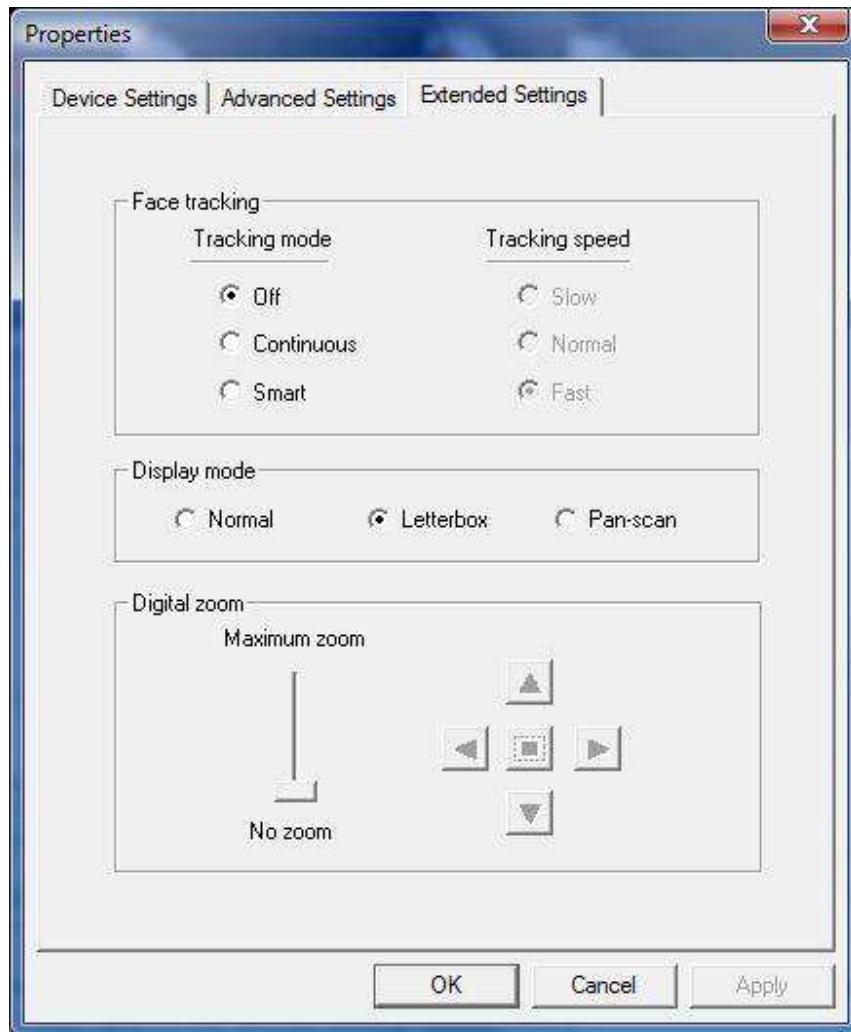 Properties
Device Settings Advanced Settings Extended Settings
Face tracking
Tracking mode Tracking speed
Off Slow
Continuous Normal
Smart Fast
Display mode
Normal Letterbox Pan-scan
Digital zoom
Maximum zoom
No zoom
OK Cancel Apply